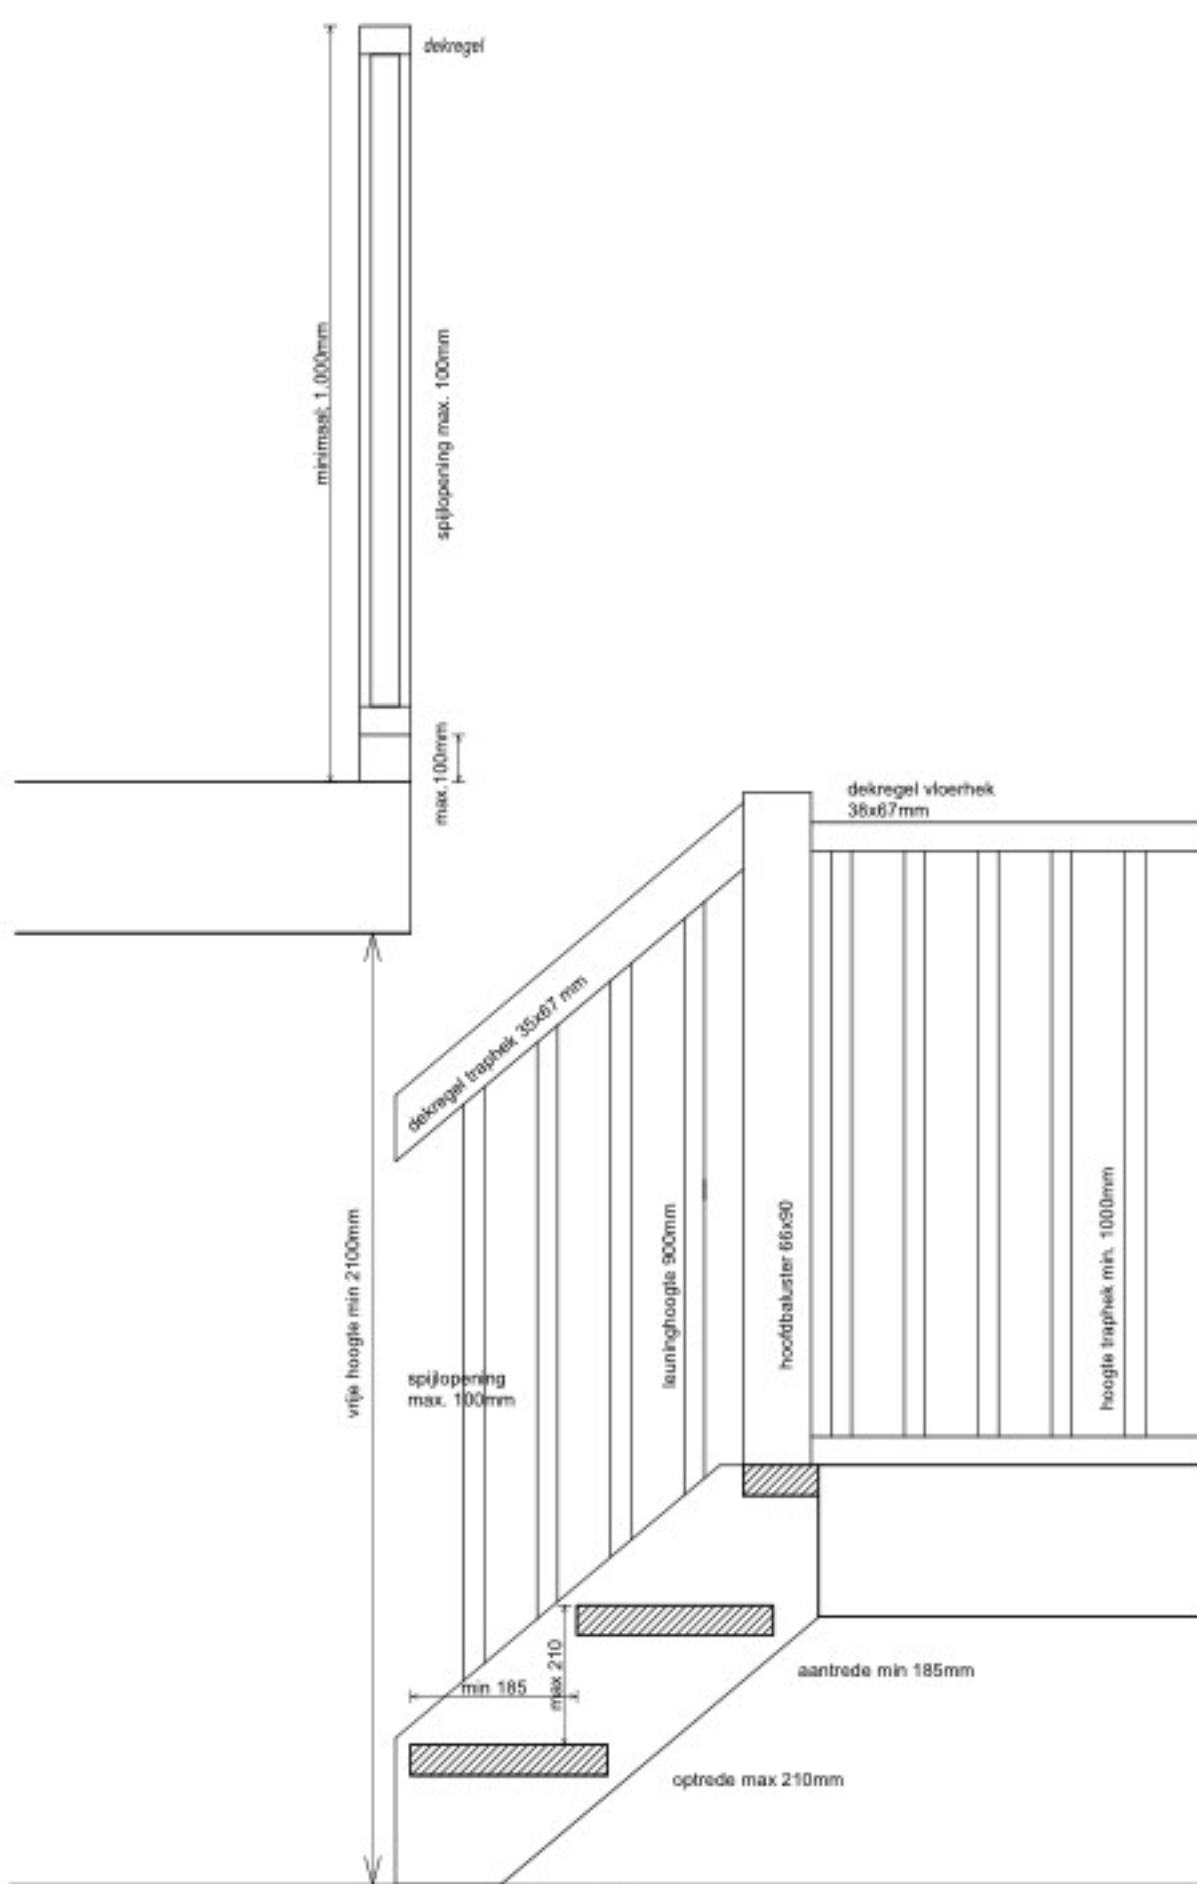 dekregel
minimaal; 1.000mm
spijlopening max. 100mm
max.100mm
dekregel vloerhek
38x67mm
dekregel traphek 35x67 mm
vrije hoogte min 2100mm
leuninghoogte 900mm
hoofdbaluster 66x90
hoogte traphek min. 1000mm
spijlopening
max. 100mm
min 185
max 210
aantrede min 185mm
optrede max 210mm